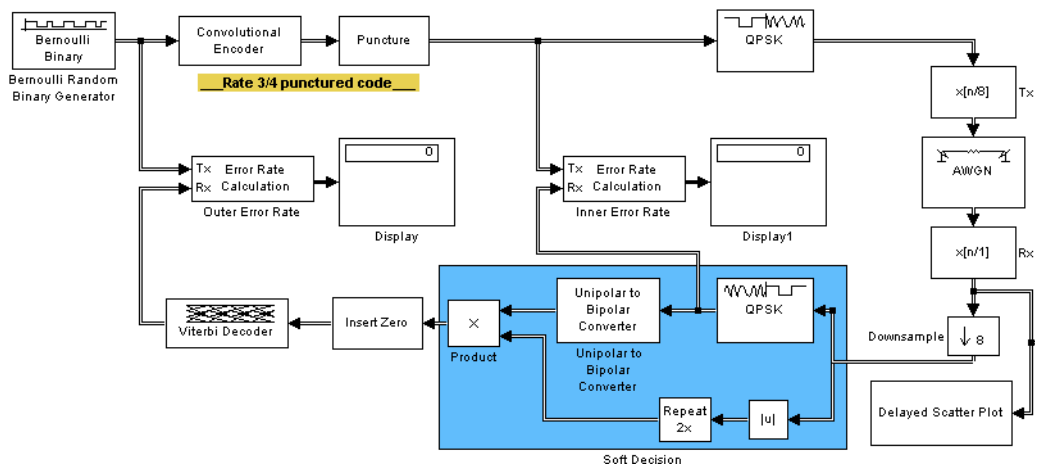 Bernoulli
Binary
Bernoulli Random
Binary Generator
Convolutional
Encoder
Puncture
___Rate 3/4 punctured code___
QPSK
x[n/8]
Tx
AWGN
x[n/1]
Rx
Tx
Rx
Error Rate
Calculation
Outer Error Rate
0
Display
Tx
Rx
Error Rate
Calculation
Inner Error Rate
0
Display1
Viterbi Decoder
Insert Zero
X
Product
Unipolar to
Bipolar
Converter
Unipolar to
Bipolar
Converter
QPSK
Repeat
2x
|u|
Soft Decision
Downsample
↓ 8
Delayed Scatter Plot